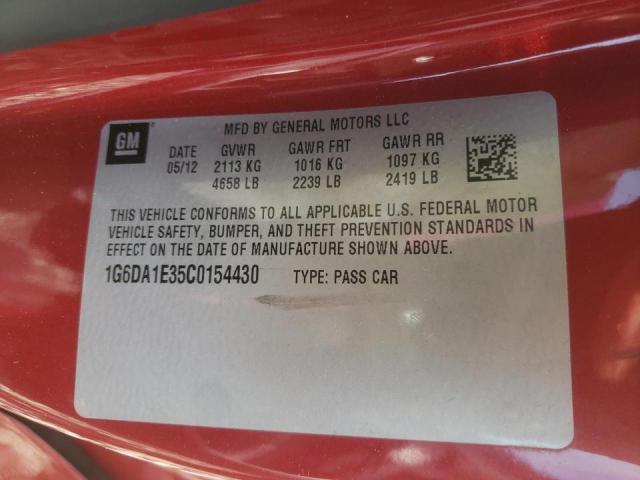 GM
MFD BY GENERAL MOTORS LLC
DATE GVWR GAWR FRT GAWR RR
05/12 2113 KG 1016 KG 1097 KG
4658 LB 2239 LB 2419 LB
THIS VEHICLE CONFORMS TO ALL APPLICABLE U.S. FEDERAL MOTOR
VEHICLE SAFETY, BUMPER, AND THEFT PREVENTION STANDARDS IN
EFFECT ON THE DATE OF MANUFACTURE SHOWN ABOVE.
1G6DA1E35C0154430 TYPE: PASS CAR